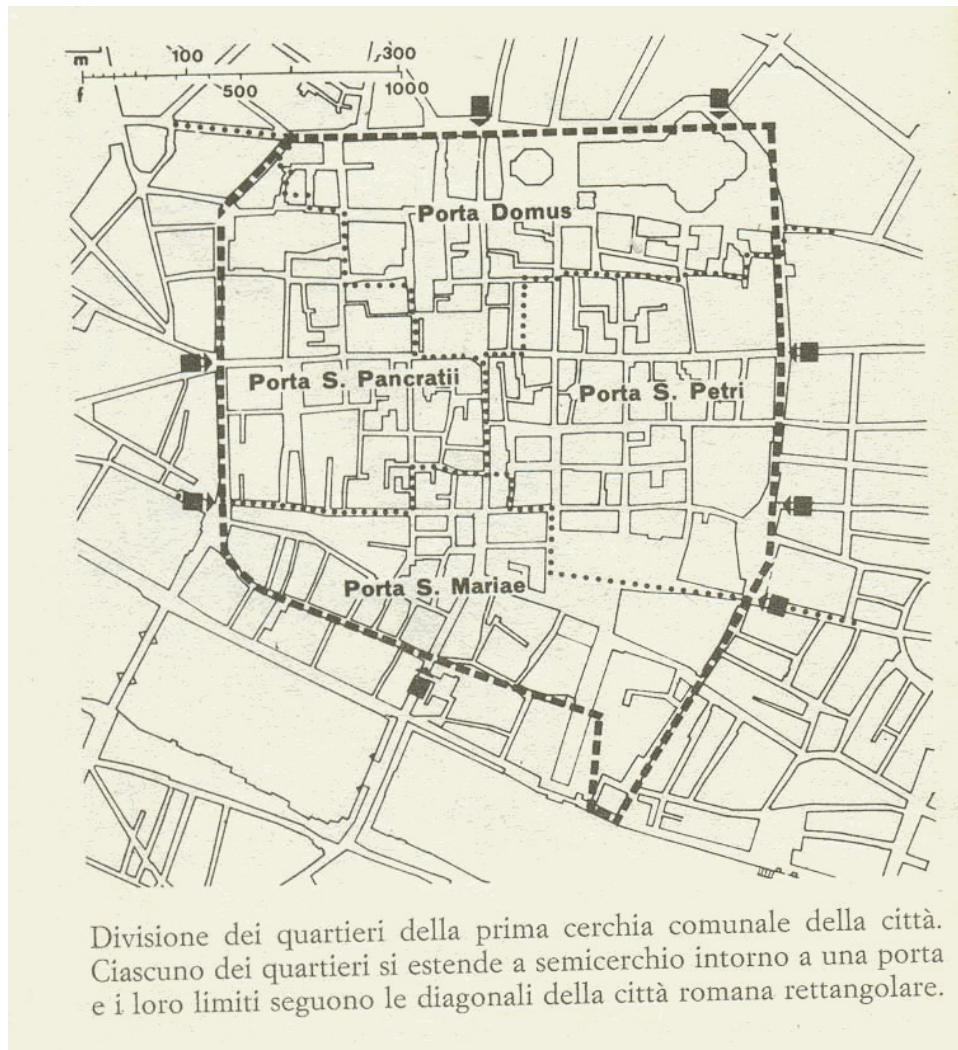 m 100 300
f 500 1000
Porta Domus
Porta S. Pancratii
Porta S. Petri
Porta S. Mariae
Divisione dei quartieri della prima cerchia comunale della città.
Ciascuno dei quartieri si estende a semicerchio intorno a una porta
e i loro limiti seguono le diagonali della città romana rettangolare.